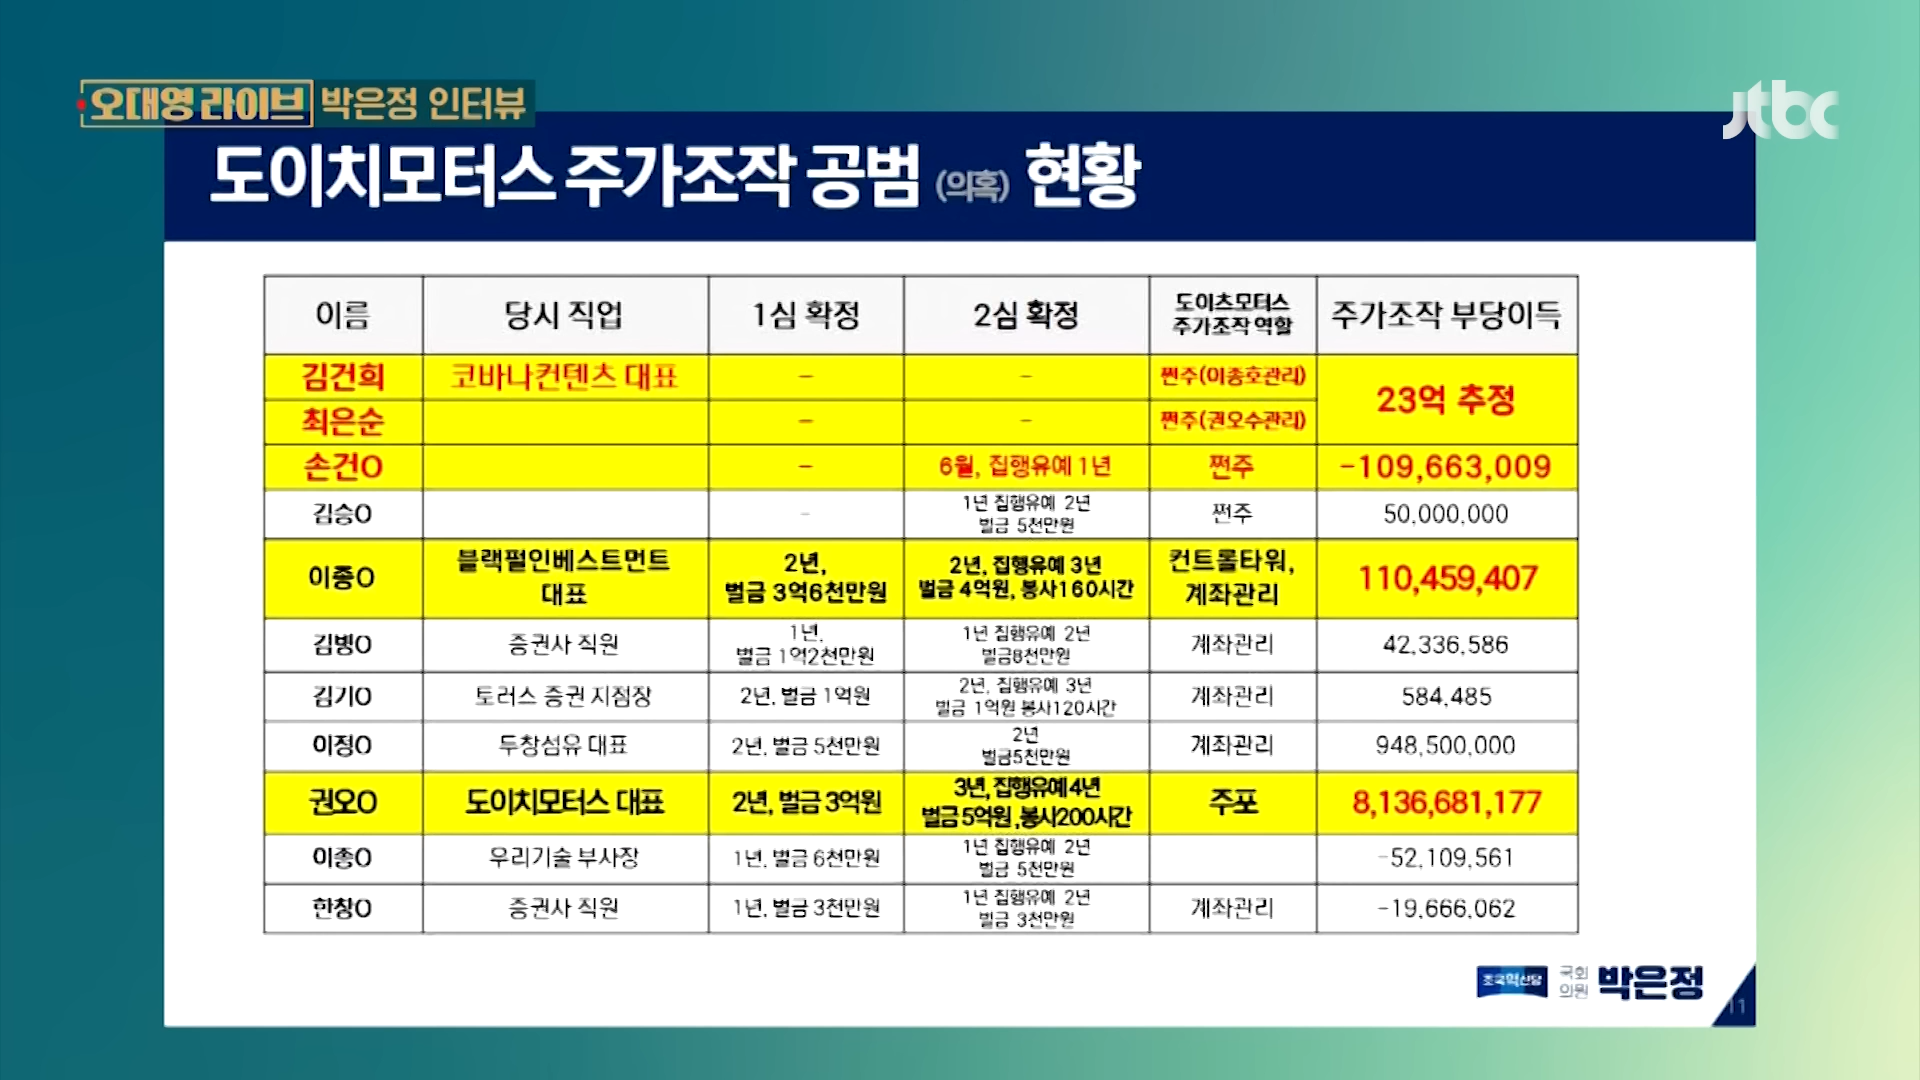 오대영 라이브 박은정 인터뷰
jtbc
도이치모터스 주가조작 공범 (의혹) 현황
이름 당시 직업 1심 확정 2심 확정 도이츠모터스 주가조작 역할 주가조작 부당이득
김건희 코바나컨텐츠 대표 - - 쩐주(이종호관리) 23억 추정
최은순 - - 쩐주(권오수관리)
손건O - 6월, 집행유예 1년 쩐주 -109,663,009
김승O - 1년 집행유예 2년 벌금 5천만원 쩐주 50,000,000
이종O 블랙펄인베스트먼트 대표 2년, 벌금 3억6천만원 2년, 집행유예 3년 벌금 4억원, 봉사160시간 컨트롤타워, 계좌관리 110,459,407
김병O 증권사 직원 1년, 벌금 1억2천만원 1년 집행유예 2년 벌금8천만원 계좌관리 42,336,586
김기O 토러스 증권 지점장 2년, 벌금 1억원 2년, 집행유예 3년 벌금 1억원 봉사120시간 계좌관리 584,485
이정O 두창섬유 대표 2년, 벌금 5천만원 2년 벌금5천만원 계좌관리 948,500,000
권오O 도이치모터스 대표 2년, 벌금 3억원 3년, 집행유예4년 벌금 5억원,봉사200시간 주포 8,136,681,177
이종O 우리기술 부사장 1년, 벌금 6천만원 1년 집행유예 2년 벌금 5천만원 -52,109,561
한창O 증권사 직원 1년, 벌금 3천만원 1년 집행유예 2년 벌금 3천만원 계좌관리 -19,666,062
조국혁신당 국회의원 박은정
11